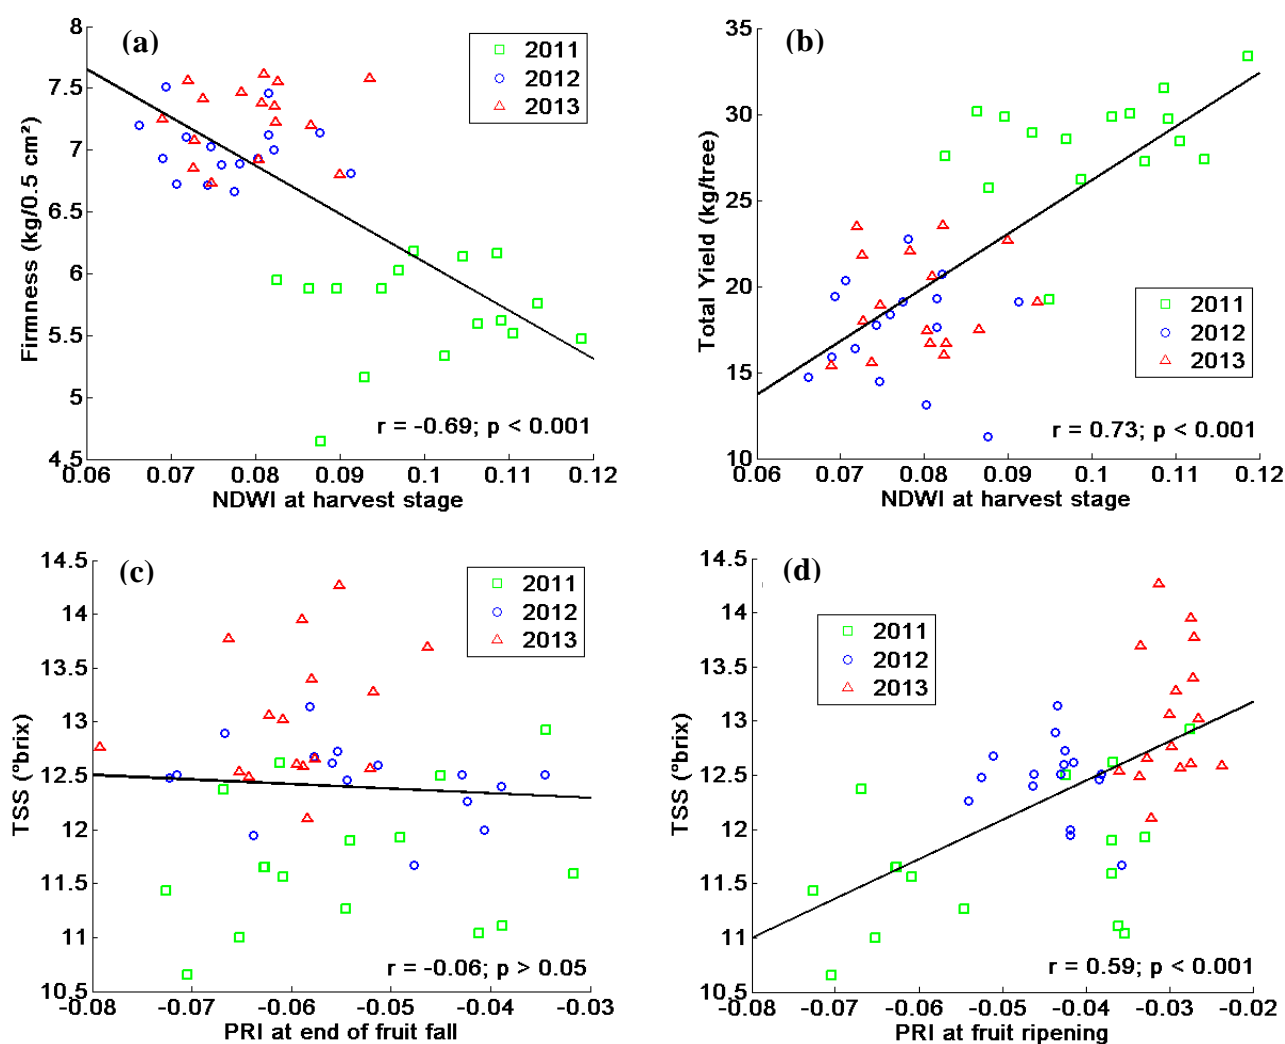 (a)
2011
2012
2013
8
7.5
7
6.5
6
5.5
5
4.5
Firmness (kg/0.5 cm²)
r = -0.69; p < 0.001
0.06 0.07 0.08 0.09 0.1 0.11 0.12
NDWI at harvest stage
(b)
35
30
25
20
15
10
Total Yield (kg/tree)
2011
2012
2013
r = 0.73; p < 0.001
0.06 0.07 0.08 0.09 0.1 0.11 0.12
NDWI at harvest stage
(c)
2011
2012
2013
14.5
14
13.5
13
12.5
12
11.5
11
10.5
TSS (ºbrix)
r = -0.06; p > 0.05
-0.08 -0.07 -0.06 -0.05 -0.04 -0.03
PRI at end of fruit fall
(d)
14.5
14
13.5
13
12.5
12
11.5
11
10.5
TSS (ºbrix)
2011
2012
2013
r = 0.59; p < 0.001
-0.08 -0.07 -0.06 -0.05 -0.04 -0.03 -0.02
PRI at fruit ripening